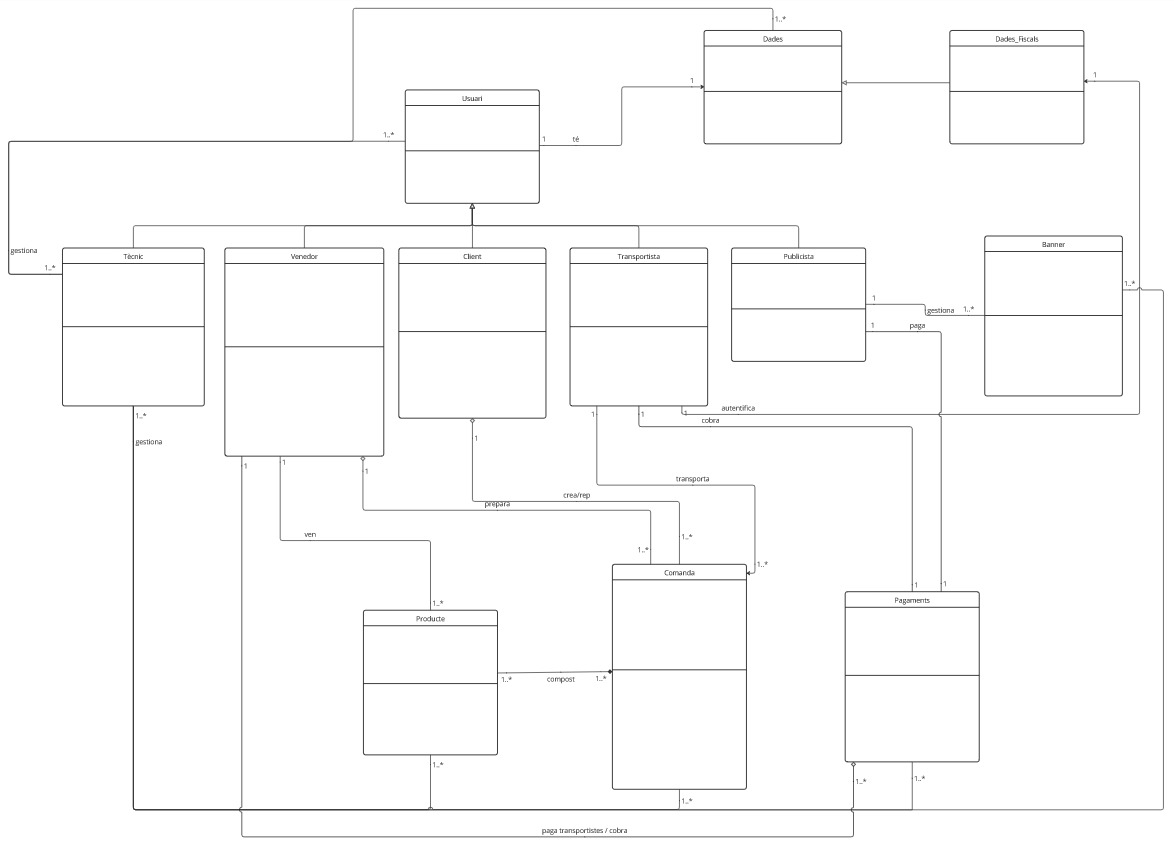 1..*
Dades
Dades_Fiscals
1
1
Usuari
1..*
1
té
gestiona
1..*
Tècnic
Venedor
Client
Transportista
Publicista
Banner
1..*
1
gestiona
1..*
1
paga
1..*
gestiona
1
1
1
autentifica
cobra
1
1
1
1
transporta
crea/rep
prepara
ven
1..*
1..*
1..*
Comanda
1
1
Pagaments
1..*
Producte
1..*
compost
1..*
1..*
1..*
1..*
1..*
paga transportistes / cobra